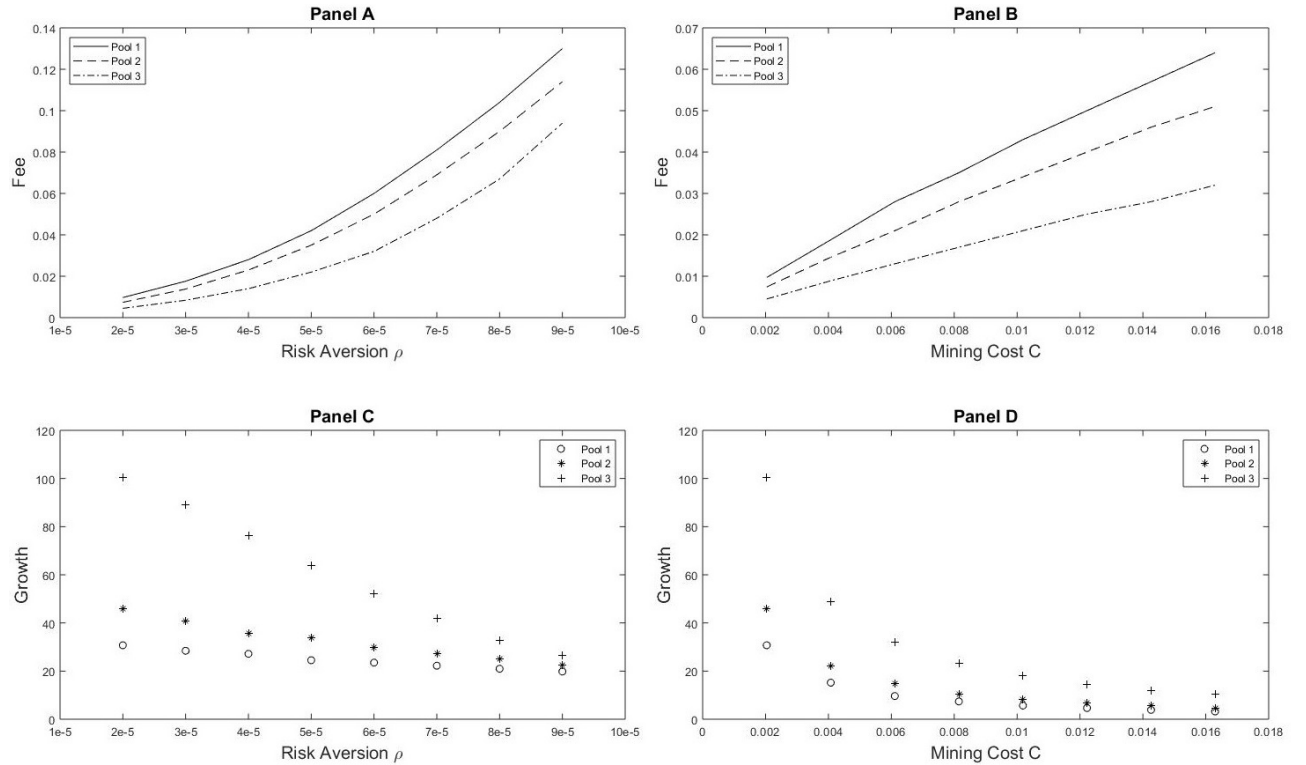 Panel A
0.14
0.12
0.1
0.08
0.06
0.04
0.02
0
Fee
Pool 1
Pool 2
Pool 3
1e-5 2e-5 3e-5 4e-5 5e-5 6e-5 7e-5 8e-5 9e-5 10e-5
Risk Aversion ρ
Panel B
0.07
0.06
0.05
0.04
0.03
0.02
0.01
0
Fee
Pool 1
Pool 2
Pool 3
0 0.002 0.004 0.006 0.008 0.01 0.012 0.014 0.016 0.018
Mining Cost C
Panel C
120
100
80
60
40
20
0
Growth
Pool 1
Pool 2
Pool 3
1e-5 2e-5 3e-5 4e-5 5e-5 6e-5 7e-5 8e-5 9e-5 10e-5
Risk Aversion ρ
Panel D
120
100
80
60
40
20
0
Growth
Pool 1
Pool 2
Pool 3
0 0.002 0.004 0.006 0.008 0.01 0.012 0.014 0.016 0.018
Mining Cost C